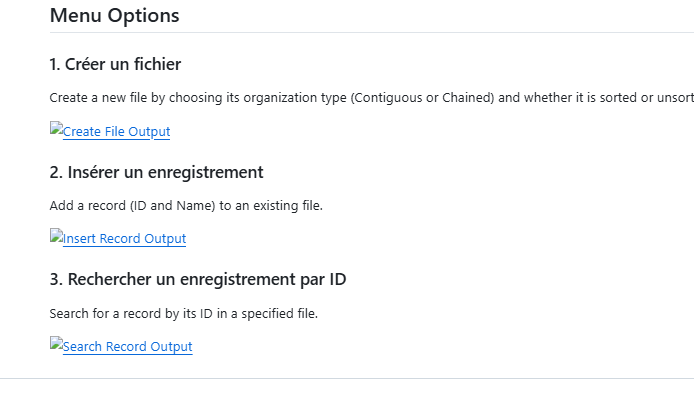 Menu Options
1. Créer un fichier
Create a new file by choosing its organization type (Contiguous or Chained) and whether it is sorted or unsort
Create File Output
2. Insérer un enregistrement
Add a record (ID and Name) to an existing file.
Insert Record Output
3. Rechercher un enregistrement par ID
Search for a record by its ID in a specified file.
Search Record Output